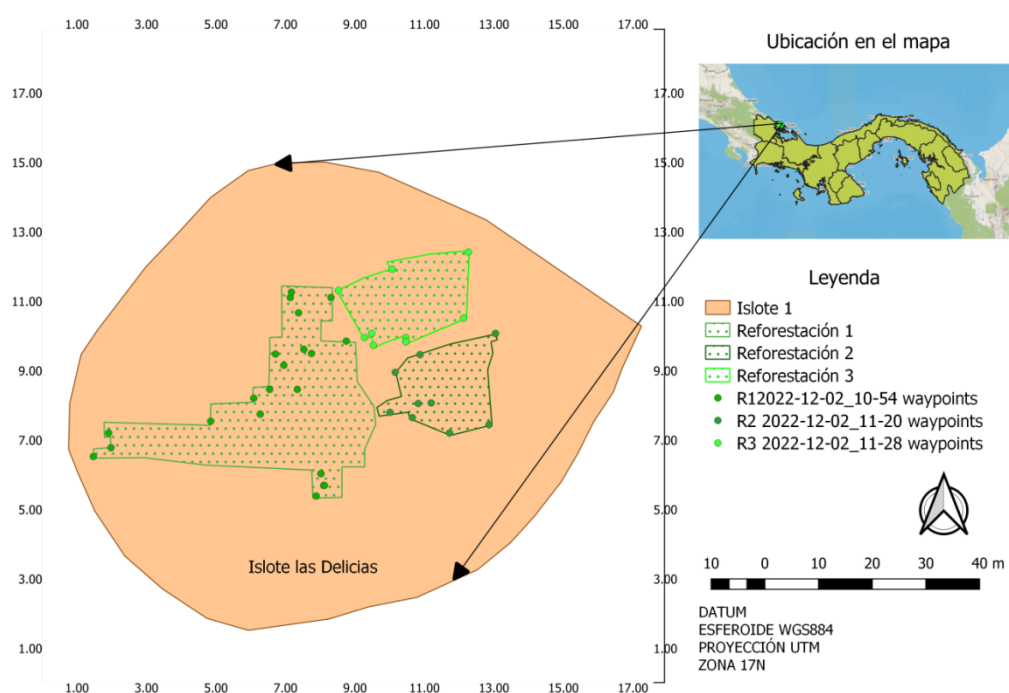 1.00 3.00 5.00 7.00 9.00 11.00 13.00 15.00 17.00
Ubicación en el mapa
17.00 17.00
15.00 15.00
13.00 13.00
11.00 11.00
9.00 9.00
7.00 7.00
5.00 5.00
3.00 3.00
1.00 1.00
Islote las Delicias
1.00 3.00 5.00 7.00 9.00 11.00 13.00 15.00 17.00
Leyenda
Islote 1
Reforestación 1
Reforestación 2
Reforestación 3
R12022-12-02_10-54 waypoints
R2 2022-12-02_11-20 waypoints
R3 2022-12-02_11-28 waypoints
10 0 10 20 30 40 m
DATUM
ESFEROIDE WGS884
PROYECCIÓN UTM
ZONA 17N